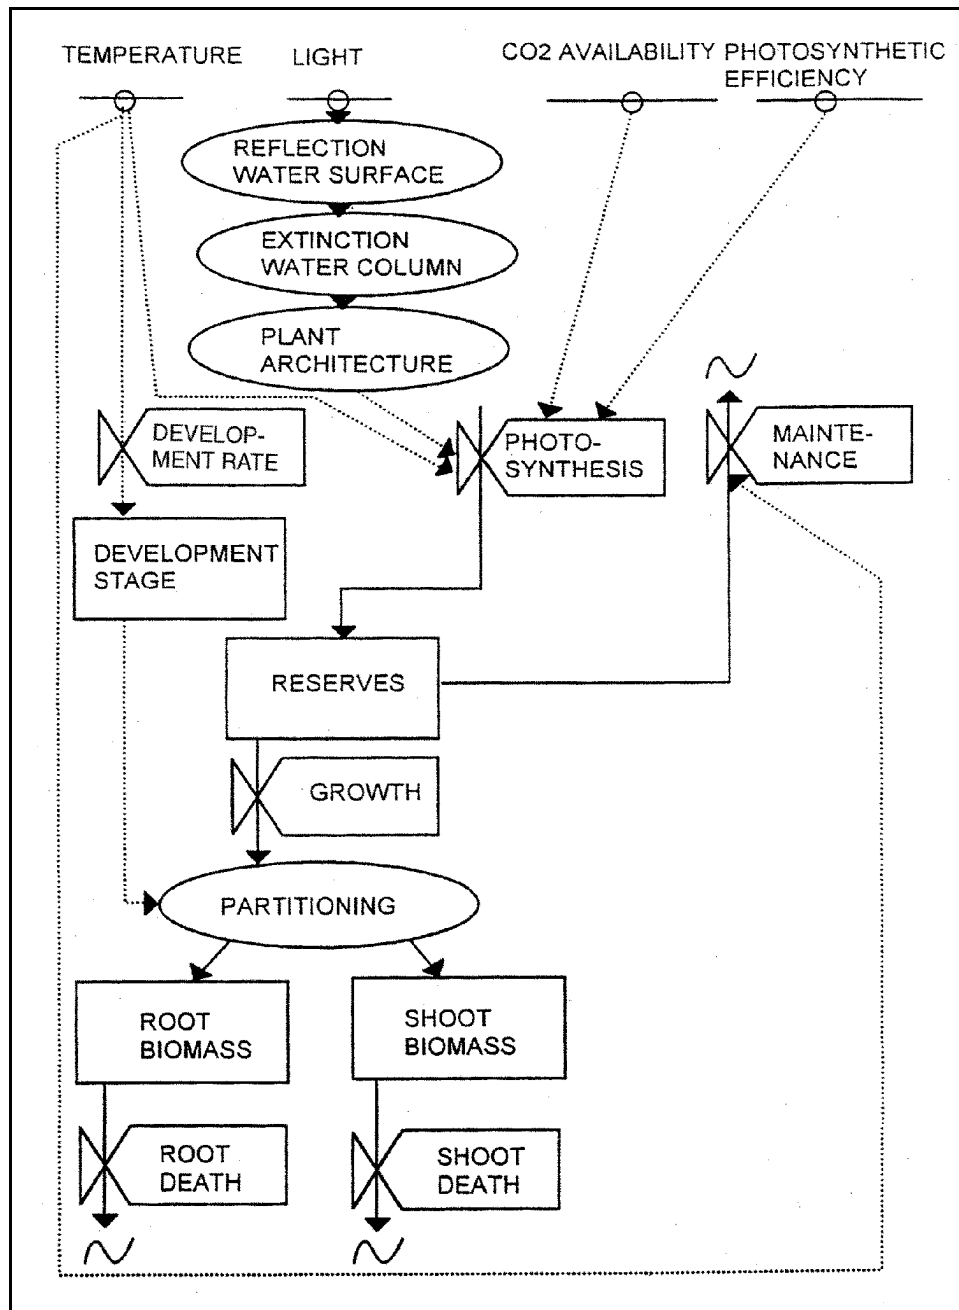 TEMPERATURE
LIGHT
CO2 AVAILABILITY
PHOTOSYNTHETIC
EFFICIENCY
REFLECTION
WATER SURFACE
EXTINCTION
WATER COLUMN
PLANT
ARCHITECTURE
DEVELOP-
MENT RATE
PHOTO-
SYNTHESIS
MAINTE-
NANCE
DEVELOPMENT
STAGE
RESERVES
GROWTH
PARTITIONING
ROOT
BIOMASS
SHOOT
BIOMASS
ROOT
DEATH
SHOOT
DEATH